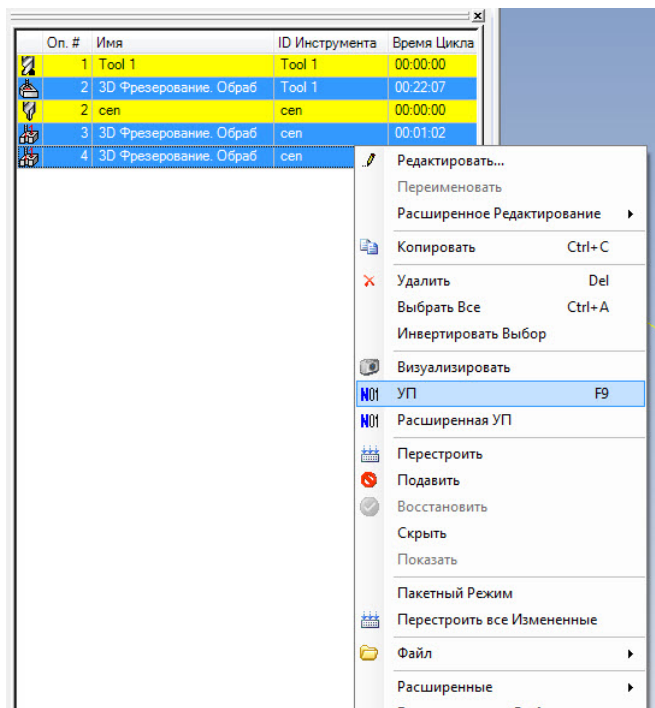 Оп. # Имя ID Инструмента Время Цикла
1 Tool 1 Tool 1 00:00:00
2 3D Фрезерование. Обраб Tool 1 00:22:07
2 cen cen 00:00:00
3 3D Фрезерование. Обраб cen 00:01:02
4 3D Фрезерование. Обраб cen
Редактировать...
Переименовать
Расширенное Редактирование
Копировать Ctrl+C
Удалить Del
Выбрать Все Ctrl+A
Инвертировать Выбор
Визуализировать
N01 УП F9
N01 Расширенная УП
Перестроить
Подавить
Восстановить
Скрыть
Показать
Пакетный Режим
Перестроить все Измененные
Файл
Расширенные